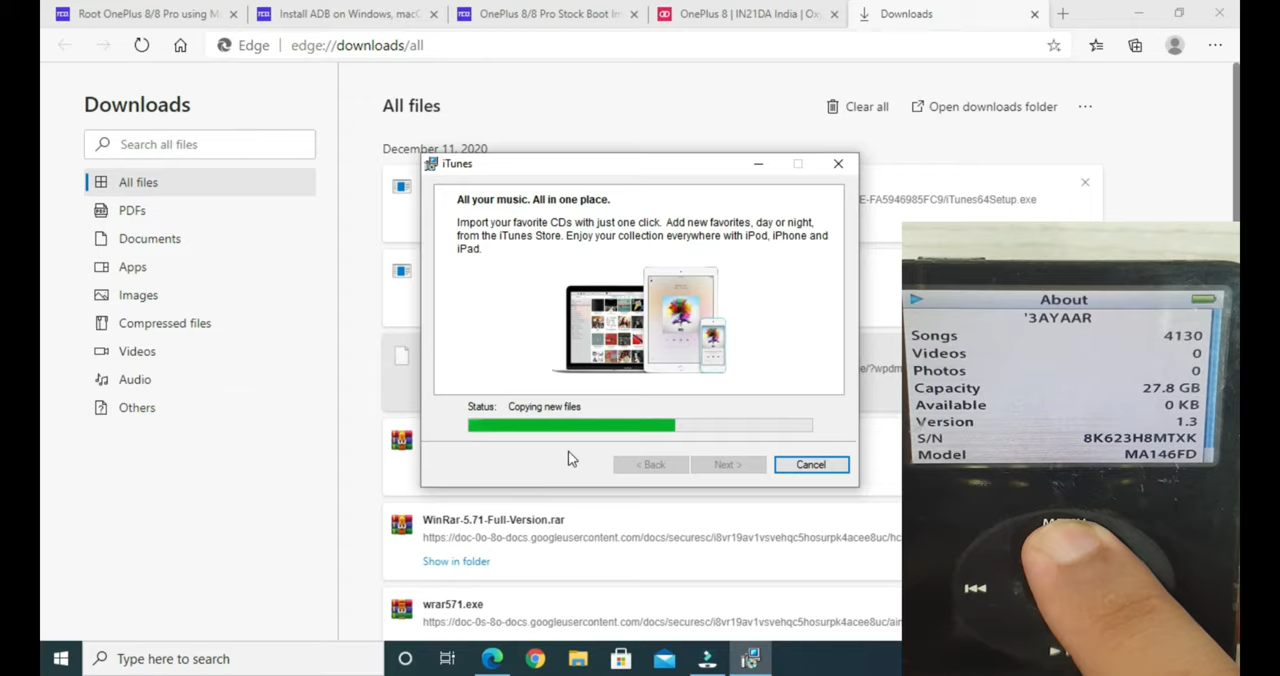 Root OnePlus 8/8 Pro using M
Install ADB on Windows, macO
OnePlus 8/8 Pro Stock Boot Im
OnePlus 8 | IN21DA India | Ox
Downloads
Edge
edge://downloads/all
Downloads
Search all files
All files
PDFs
Documents
Apps
Images
Compressed files
Videos
Audio
Others
All files
Clear all
Open downloads folder
December 11, 2020
E-FA5946985FC9/iTunes64Setup.exe
e/?wpdm
iTunes
All your music. All in one place.
Import your favorite CDs with just one click. Add new favorites, day or night,
from the iTunes Store. Enjoy your collection everywhere with iPod, iPhone and
iPad.
Status: Copying new files
< Back
Next >
Cancel
WinRar-5.71-Full-Version.rar
https://doc-0o-8o-docs.googleusercontent.com/docs/securesc/i8vr19av1vsvehqc5hosurpk4acee8uc/hc
Show in folder
wrar571.exe
https://doc-0s-8o-docs.googleusercontent.com/docs/securesc/i8vr19av1vsvehqc5hosurpk4acee8uc/ai
Type here to search
About
'3AYAAR
Songs 4130
Videos 0
Photos 0
Capacity 27.8 GB
Available 0 KB
Version 1.3
S/N 8K623H8MTXK
Model MA146FD